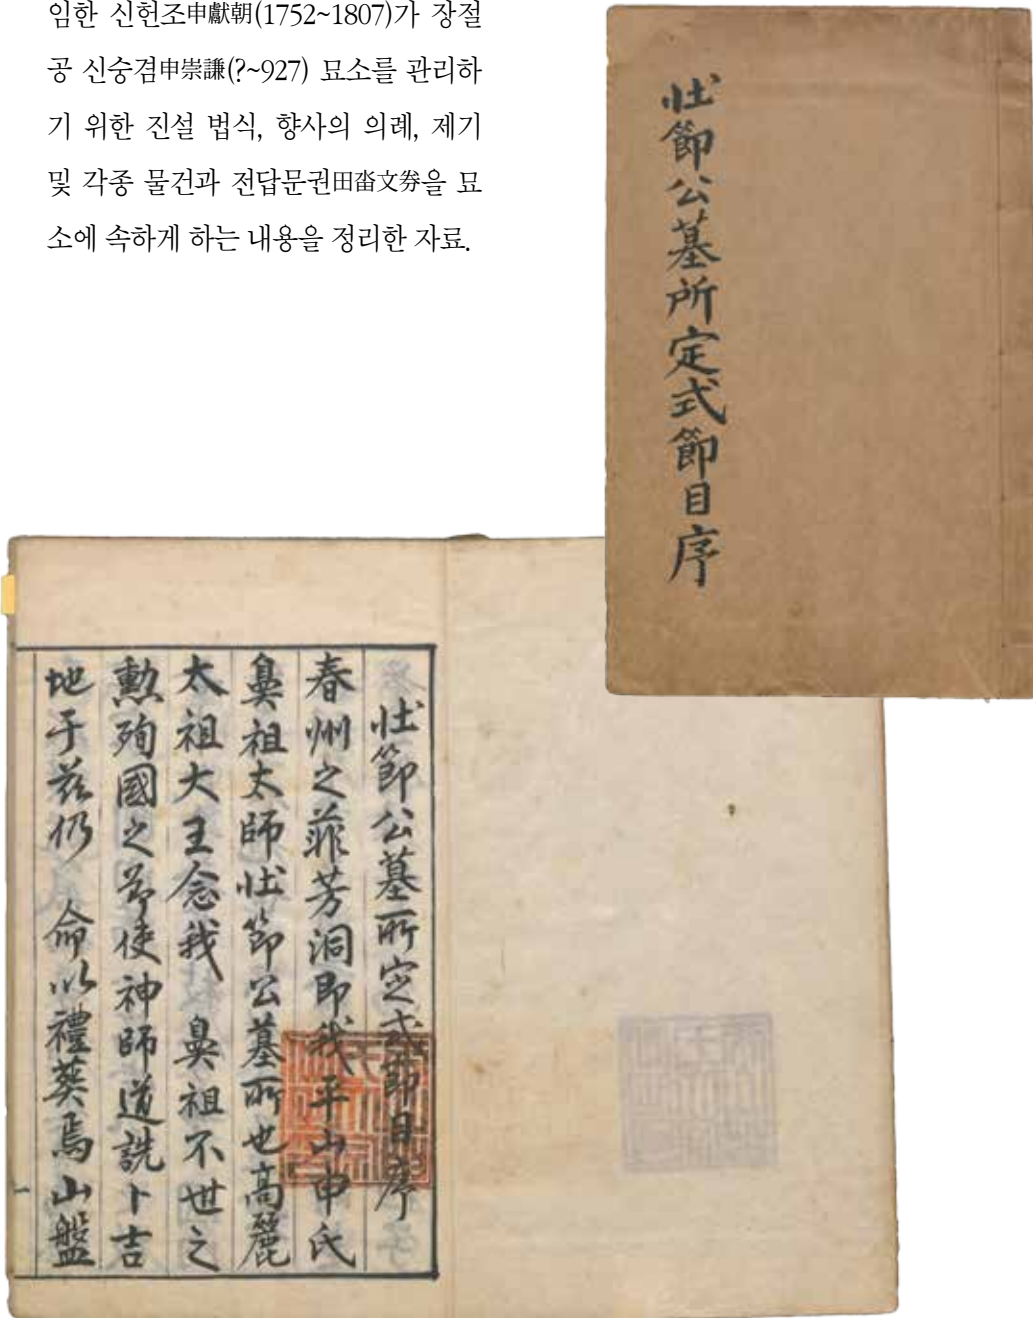 임한 신헌조申獻朝(1752~1807)가 장절
공 신숭겸申崇謙(?~927) 묘소를 관리하
기 위한 진설 법식, 향사의 의례, 제기
및 각종 물건과 전답문권田畓文券을 묘
소에 속하게 하는 내용을 정리한 자료.
壯節公墓所定式節目序
壯節公墓所定式節目序
春州之菲芳洞即我平山申氏
鼻祖太師壯節公墓所也高麗
太祖大王念我 鼻祖不世之
勳殉國之節使神師道詵卜吉
地于玆仍 命以禮葬焉山盤